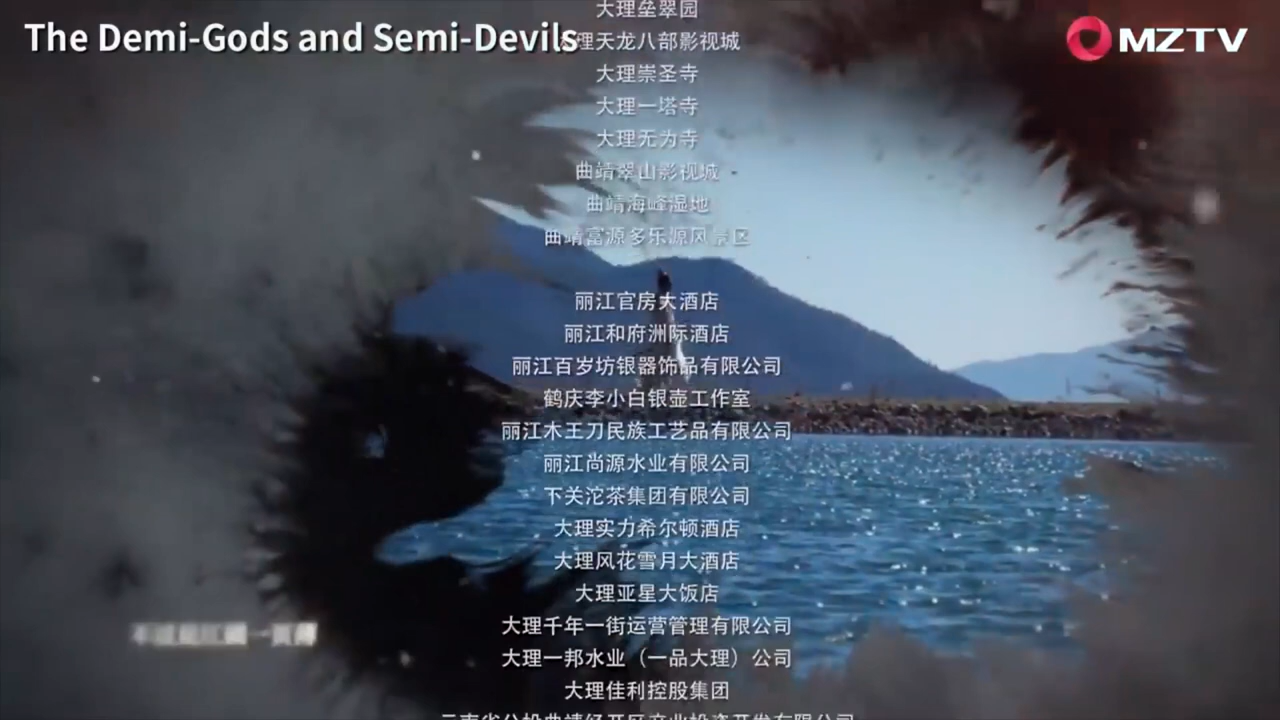 The Demi-Gods and Semi-Devils
MZTV
大理垒翠园
理天龙八部影视城
大理崇圣寺
大理一塔寺
大理无为寺
曲靖翠山影视城
曲靖海峰湿地
曲靖富源多乐源风景区
丽江官房大酒店
丽江和府洲际酒店
丽江百岁坊银器饰品有限公司
鹤庆李小白银壶工作室
丽江木王刀民族工艺品有限公司
丽江尚源水业有限公司
下关沱茶集团有限公司
大理实力希尔顿酒店
大理风花雪月大酒店
大理亚星大饭店
大理千年一街运营管理有限公司
大理一邦水业（一品大理）公司
大理佳利控股集团